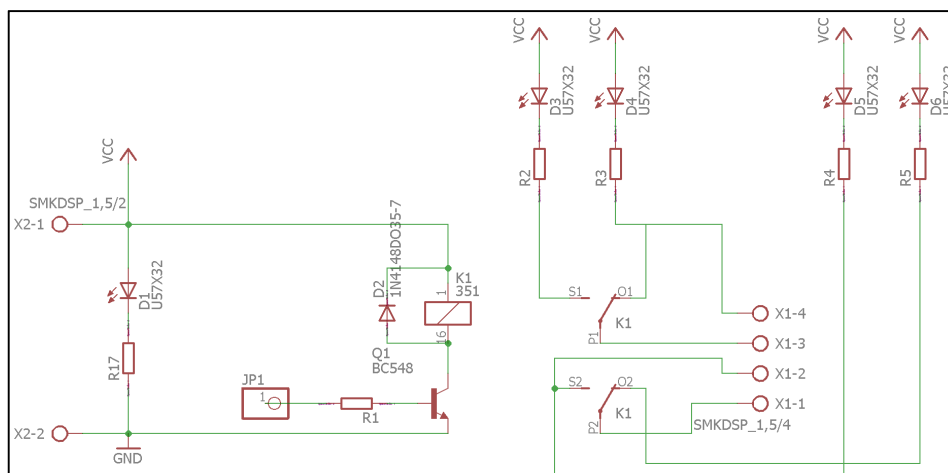 VCC
VCC
VCC
VCC
D3
U57X32
D4
U57X32
D5
U57X32
D6
U57X32
R2
R3
R4
R5
VCC
SMKDSP_1,5/2
X2-1
D1
U57X32
R17
X2-2
GND
JP1
1
R1
D2
1N4148DO35-7
Q1
BC548
K1
351
1
16
S1
O1
P1
K1
X1-4
X1-3
X1-2
S2
O2
P2
K1
X1-1
SMKDSP_1,5/4